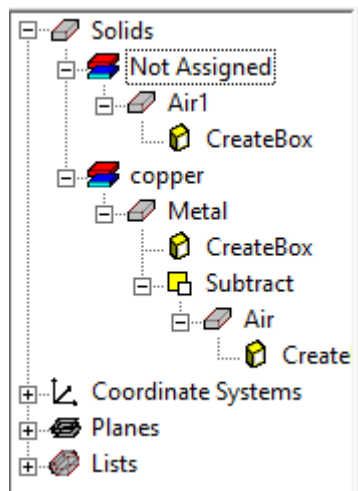 Solids
Not Assigned
Air1
CreateBox
copper
Metal
CreateBox
Subtract
Air
Create
Coordinate Systems
Planes
Lists